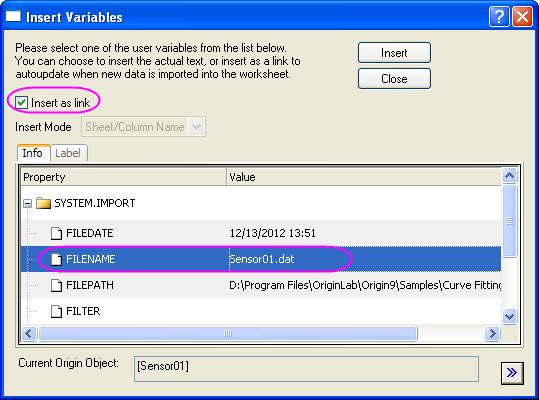 Insert Variables
Please select one of the user variables from the list below.
You can choose to insert the actual text, or insert as a link to
autoupdate when new data is imported into the worksheet.
Insert
Close
Insert as link
Insert Mode Sheet/Column Name
Info Label
Property Value
SYSTEM.IMPORT
FILEDATE 12/13/2012 13:51
FILENAME Sensor01.dat
FILEPATH D:\Program Files\OriginLab\Origin9\Samples\Curve Fitting
FILTER
Current Origin Object: [Sensor01]